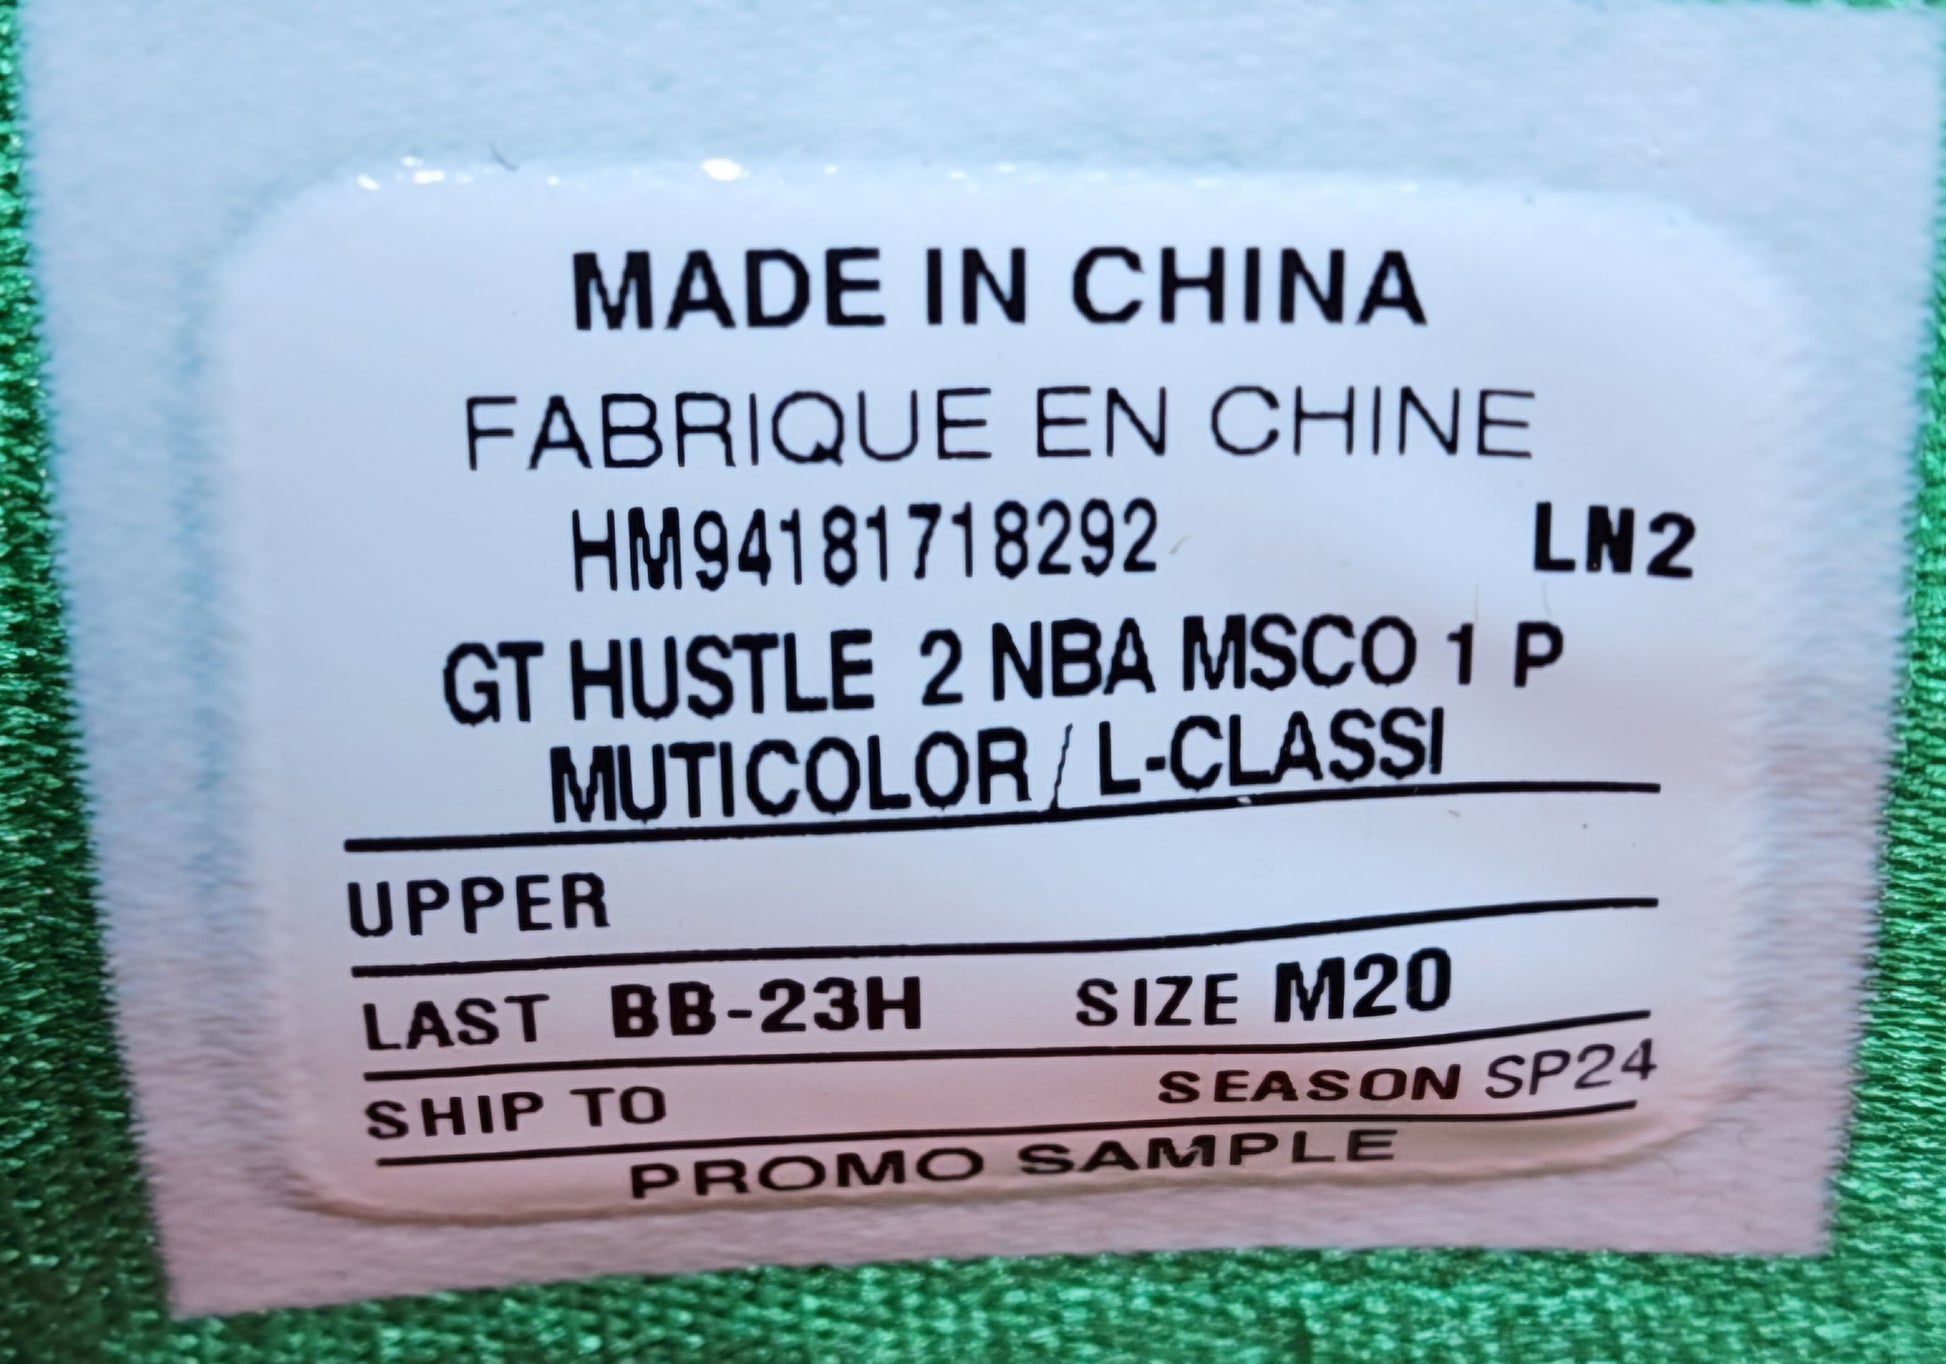 MADE IN CHINA
FABRIQUE EN CHINE
HM94181718292 LN2
GT HUSTLE 2 NBA MSCO 1 P
MUTICOLOR / L-CLASSI
UPPER
LAST BB-23H SIZE M20
SHIP TO SEASON SP24
PROMO SAMPLE